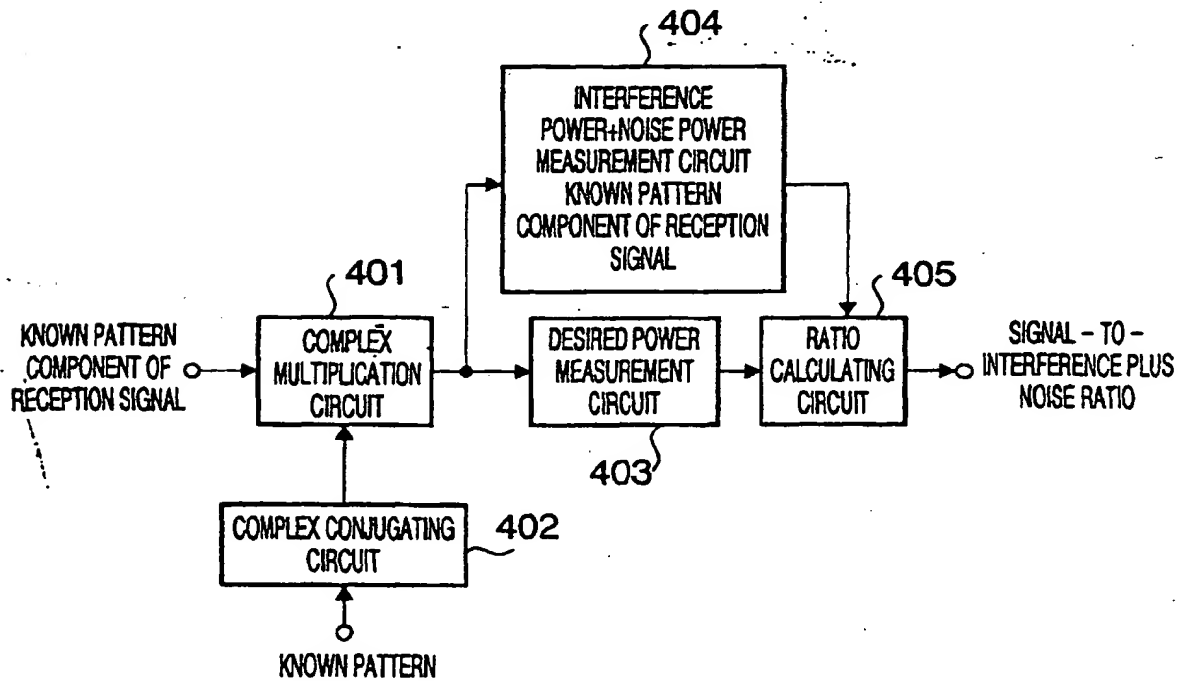 404
INTERFERENCE
POWER+NOISE POWER
MEASUREMENT CIRCUIT
KNOWN PATTERN
COMPONENT OF RECEPTION
SIGNAL
401
405
KNOWN PATTERN
COMPONENT OF
RECEPTION SIGNAL
COMPLEX
MULTIPLICATION
CIRCUIT
DESIRED POWER
MEASUREMENT
CIRCUIT
RATIO
CALCULATING
CIRCUIT
SIGNAL - TO -
INTERFERENCE PLUS
NOISE RATIO
403
COMPLEX CONJUGATING
CIRCUIT
402
KNOWN PATTERN